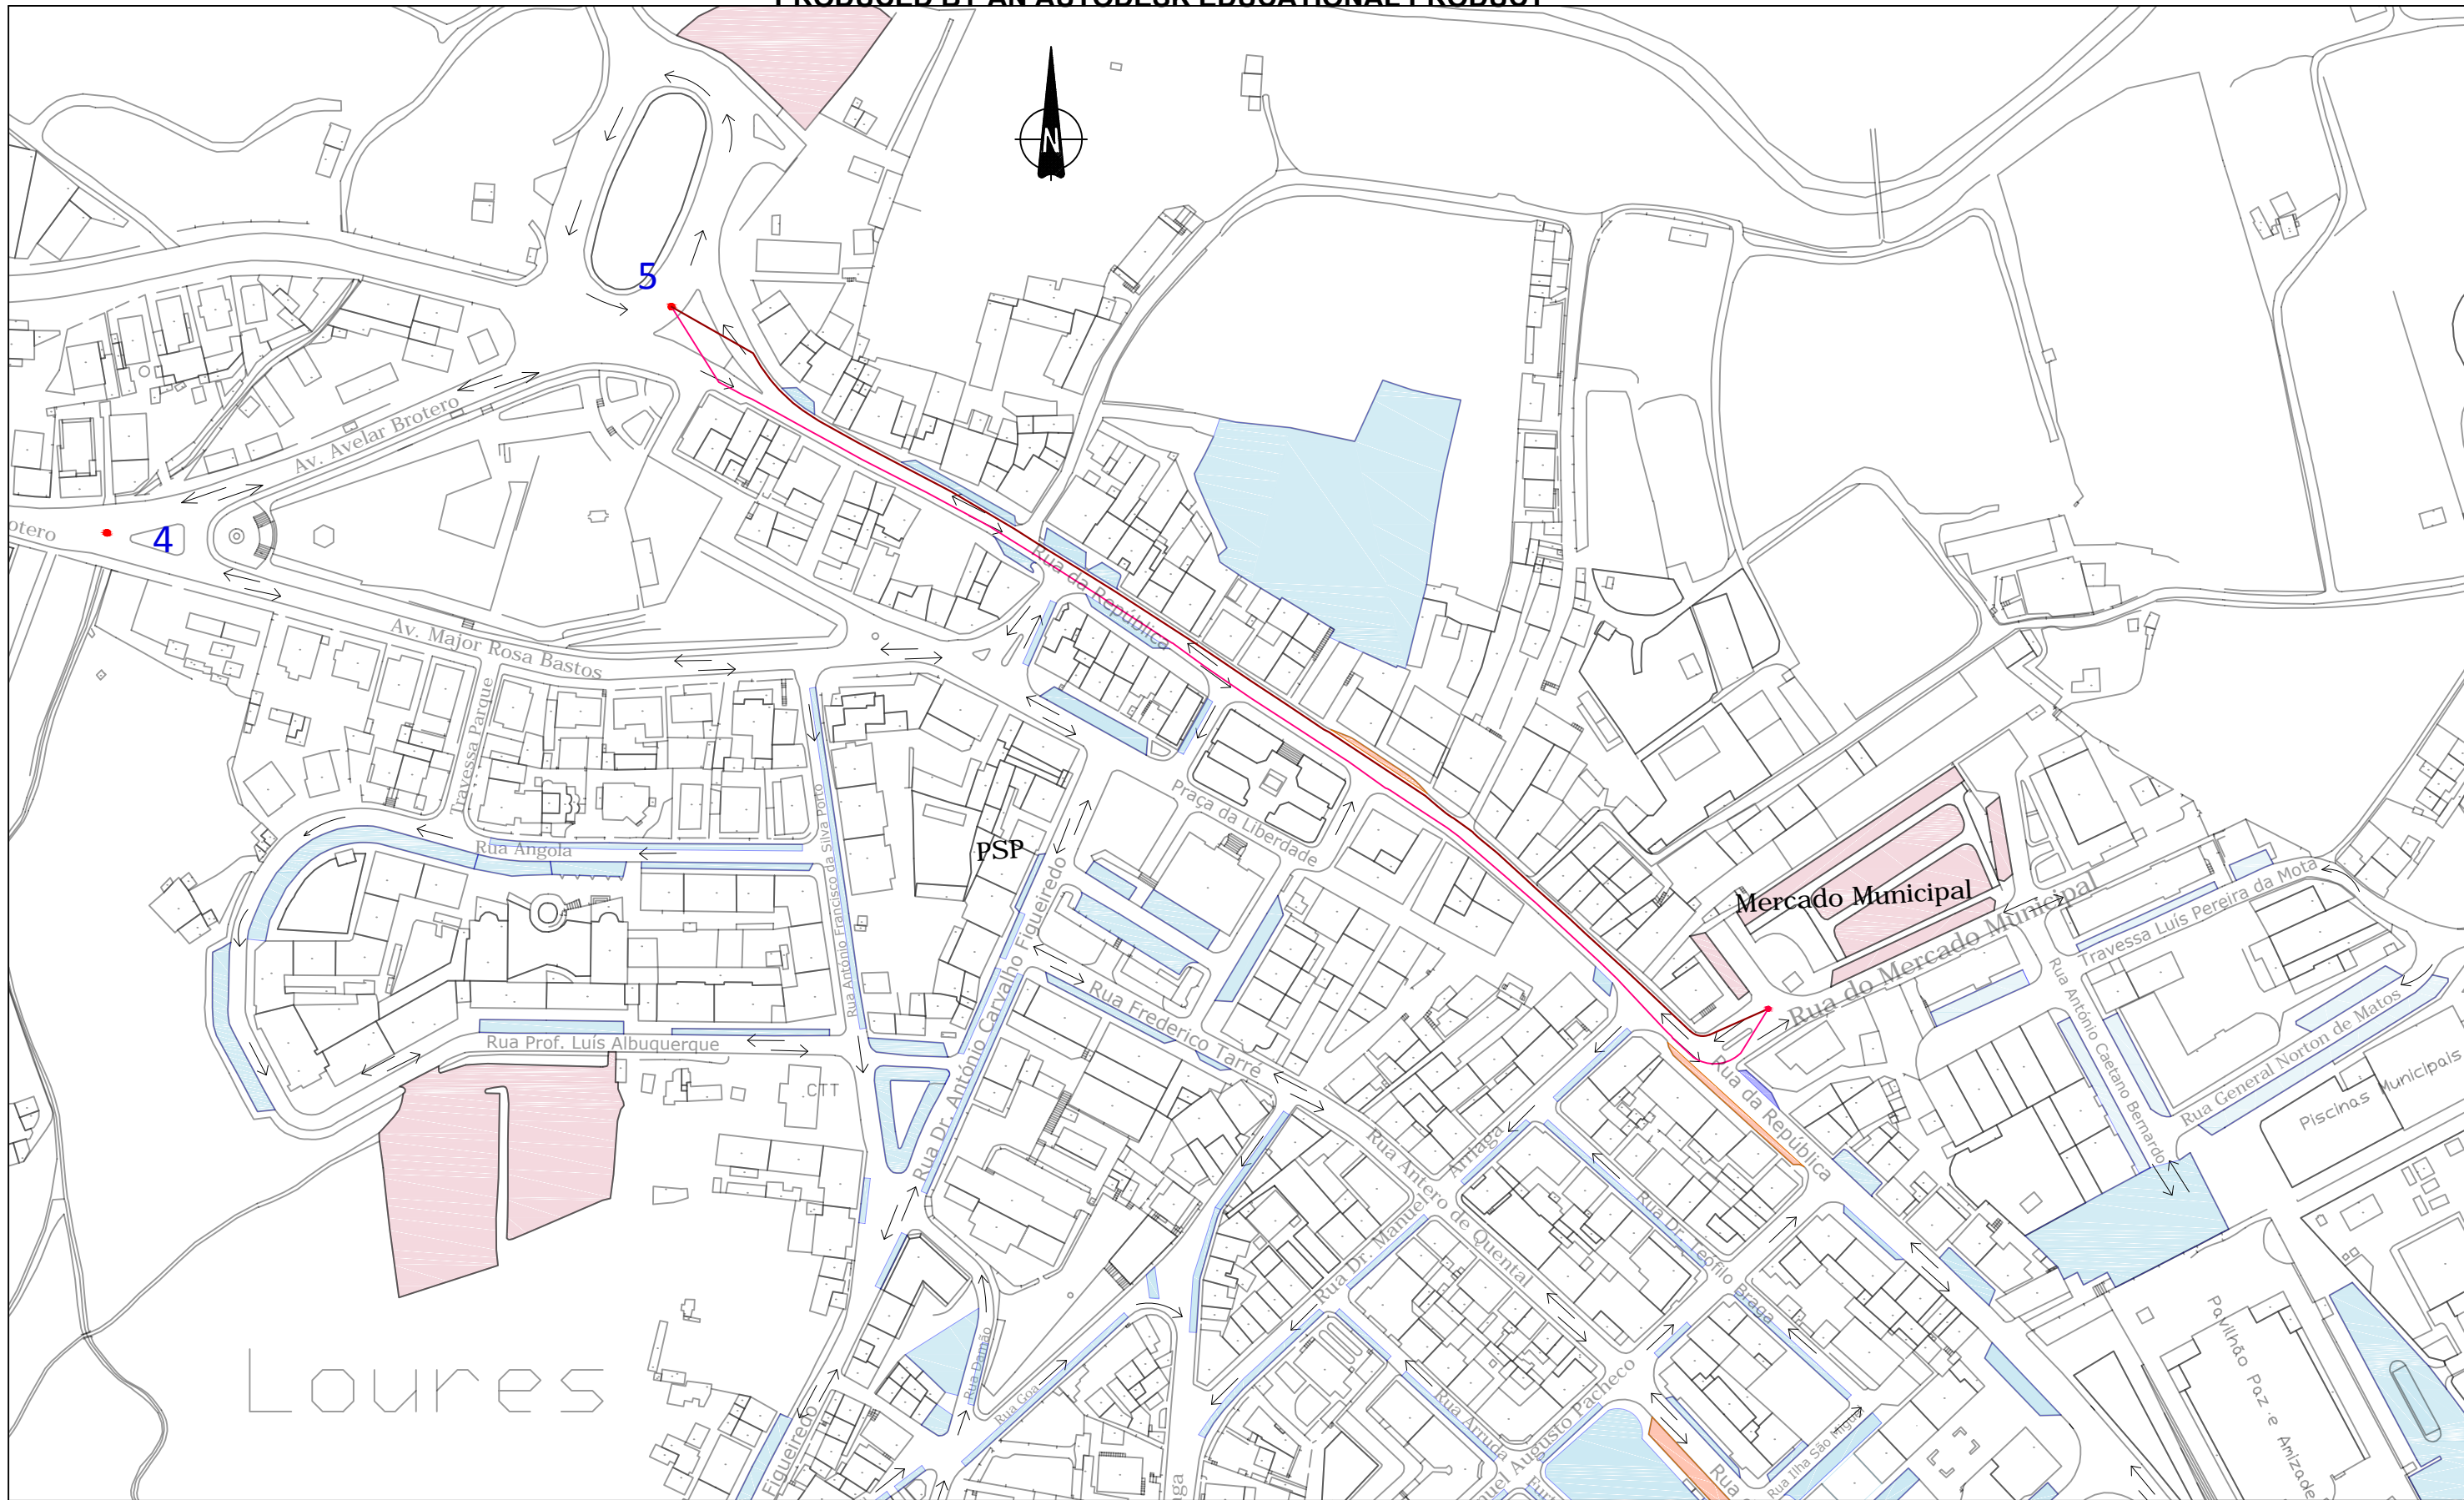 PRODUCED BY AN AUTODESK EDUCATIONAL PRODUCT
N
5
Av. Avelar Brotero
otero
4
Rua da República
Av. Major Rosa Bastos
Travessa Parque
Praça da Liberdade
Rua António Francisco da Silva Porto
Rua Angola
PSP
Mercado Municipal
Rua do Mercado Municipal
Travessa Luís Pereira da Mota
Rua Dr. António Carvalho Figueiredo
Rua Frederico Tarré
Rua António Caetano Bernardo
Rua General Norton de Matos
Piscinas Municipais
Rua Prof. Luís Albuquerque
CTT
Rua da República
Rua Antero de Quental
Rua Dr. Manuel Arriaga
Rua Dr. Teófilo Braga
Pavilhão Paz e Amizade
Loures
Rua Damão
Rua Goa
Rua Arruda
nuel Augusto Pacheco
Rua Ilha São Miguel
Figueiredo
Rua
aga
Furt